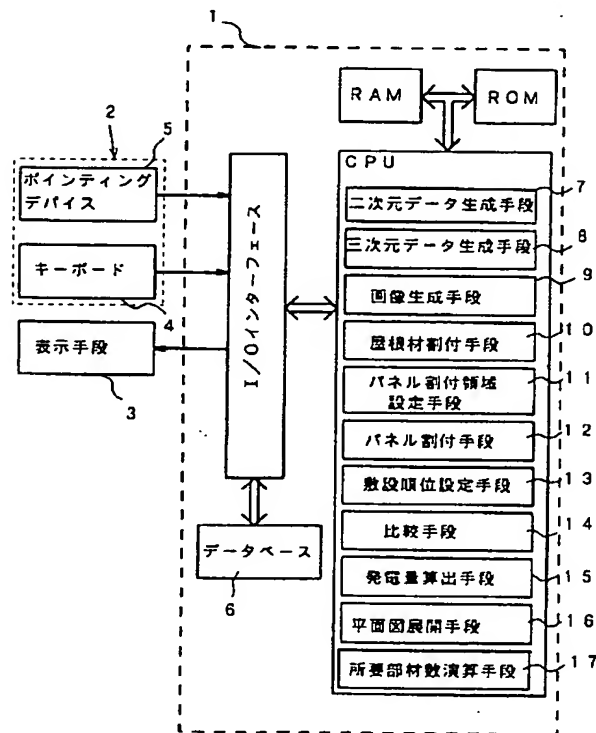 1
RAM
ROM
2
5
ポインティング
デバイス
キーボード
4
表示手段
3
I/Oインターフェース
データベース
6
CPU
二次元データ生成手段
7
三次元データ生成手段
8
画像生成手段
9
屋根材割付手段
10
パネル割付領域
設定手段
11
パネル割付手段
12
敷設順位設定手段
13
比較手段
14
発電量算出手段
15
平面図展開手段
16
所要部材数演算手段
17